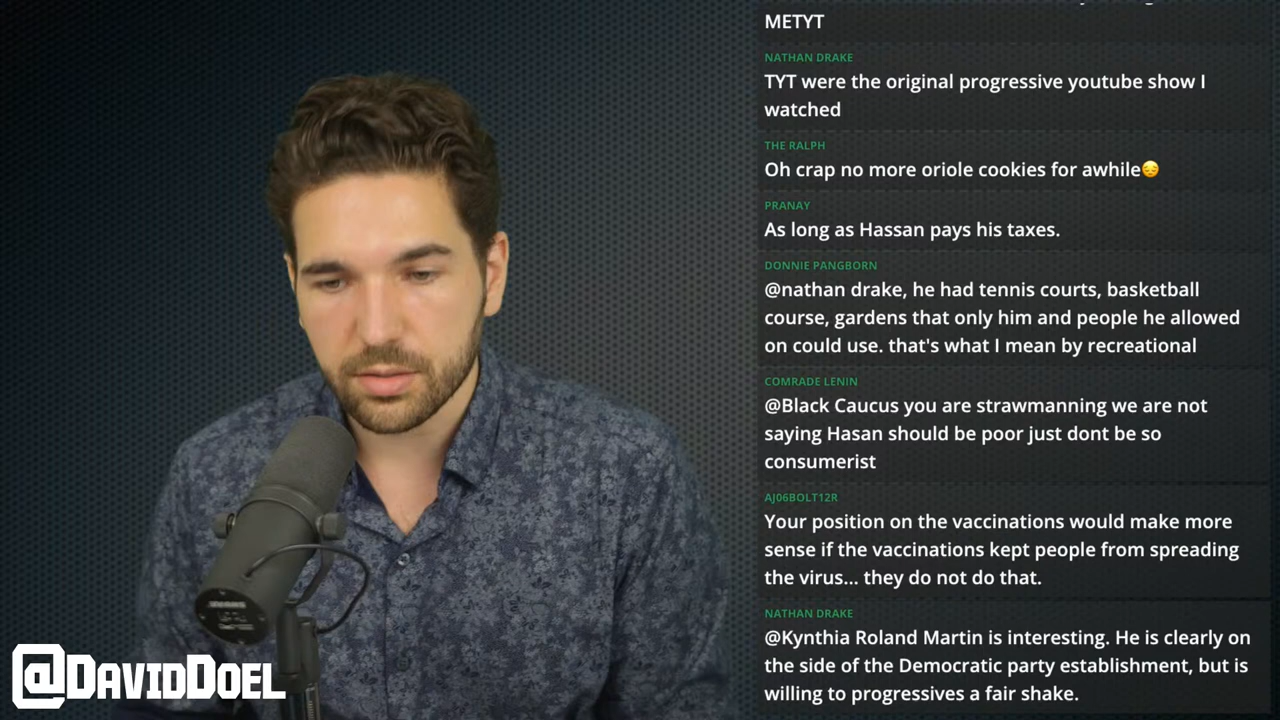 METYT
NATHAN DRAKE
TYT were the original progressive youtube show I
watched
THE RALPH
Oh crap no more oriole cookies for awhile😔
PRANAY
As long as Hassan pays his taxes.
DONNIE PANGBORN
@nathan drake, he had tennis courts, basketball
course, gardens that only him and people he allowed
on could use. that's what I mean by recreational
COMRADE LENIN
@Black Caucus you are strawmanning we are not
saying Hasan should be poor just dont be so
consumerist
AJ06BOLT12R
Your position on the vaccinations would make more
sense if the vaccinations kept people from spreading
the virus... they do not do that.
NATHAN DRAKE
@Kynthia Roland Martin is interesting. He is clearly on
the side of the Democratic party establishment, but is
willing to progressives a fair shake.
@DAVIDDOEL